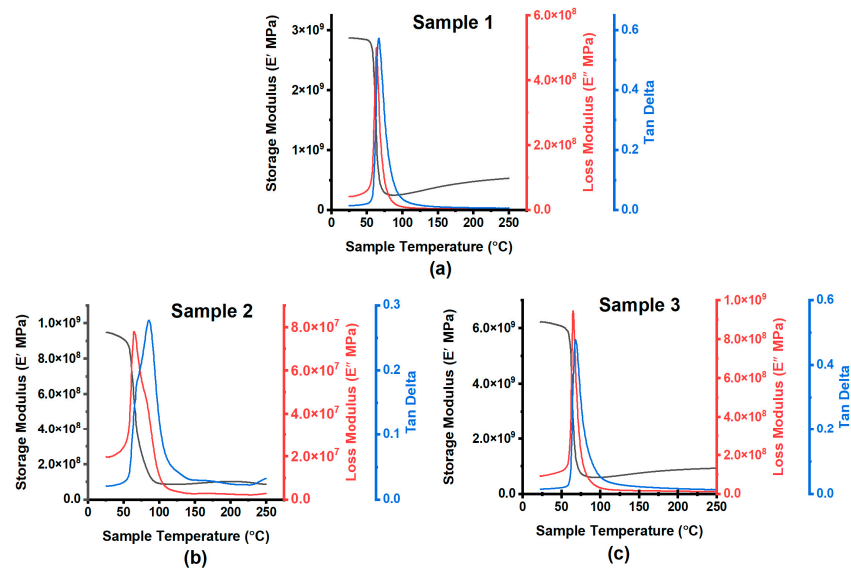 Sample 1
Storage Modulus (E′ MPa)
3×10⁹
2×10⁹
1×10⁹
0
0 50 100 150 200 250
Sample Temperature (°C)
Loss Modulus (E″ MPa)
6.0×10⁸
4.0×10⁸
2.0×10⁸
0.0
Tan Delta
0.6
0.4
0.2
0.0
(a)
Sample 2
Storage Modulus (E′ MPa)
1.0×10⁹
8.0×10⁸
6.0×10⁸
4.0×10⁸
2.0×10⁸
0.0
0 50 100 150 200 250
Sample Temperature (°C)
Loss Modulus (E″ MPa)
8.0×10⁷
6.0×10⁷
4.0×10⁷
2.0×10⁷
0.0
Tan Delta
0.3
0.2
0.1
0.0
(b)
Sample 3
Storage Modulus (E′ MPa)
6.0×10⁹
4.0×10⁹
2.0×10⁹
0.0
0 50 100 150 200 250
Sample Temperature (°C)
Loss Modulus (E″ MPa)
1.0×10⁹
8.0×10⁸
6.0×10⁸
4.0×10⁸
2.0×10⁸
0.0
Tan Delta
0.6
0.4
0.2
0.0
(c)